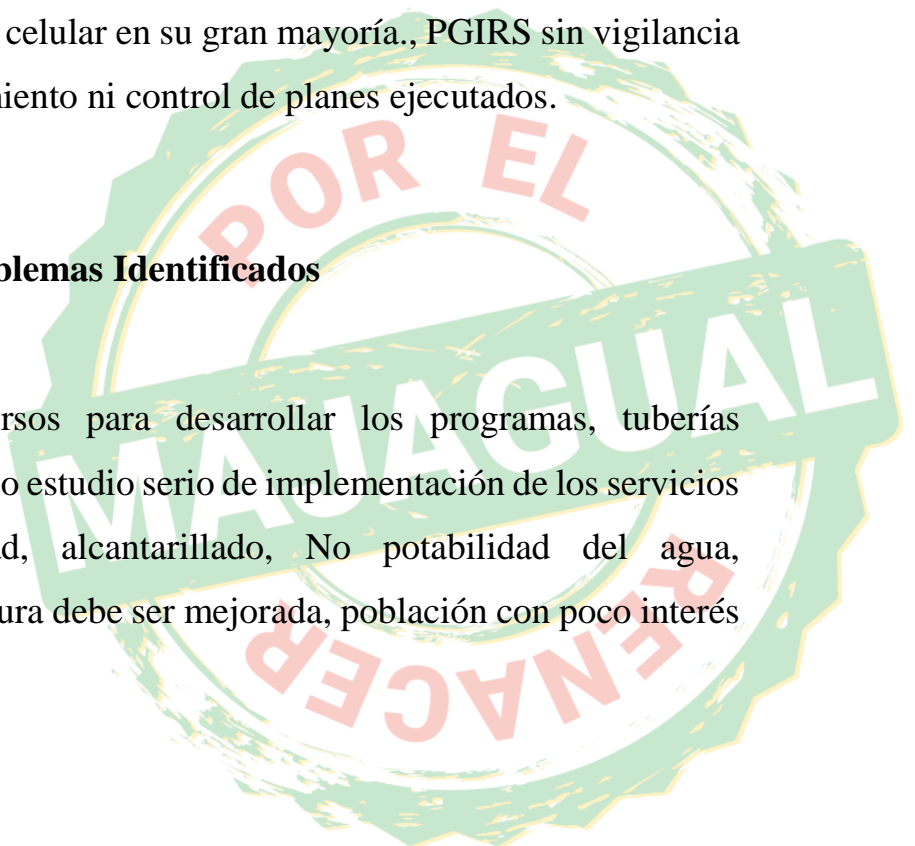 celular en su gran mayoría., PGIRS sin vigilancia
niento ni control de planes ejecutados.
POR EL
blemas Identificados
MAJAGUAL
rsos para desarrollar los programas, tuberías
o estudio serio de implementación de los servicios
ad, alcantarillado, No potabilidad del agua,
ura debe ser mejorada, población con poco interés
RENACER